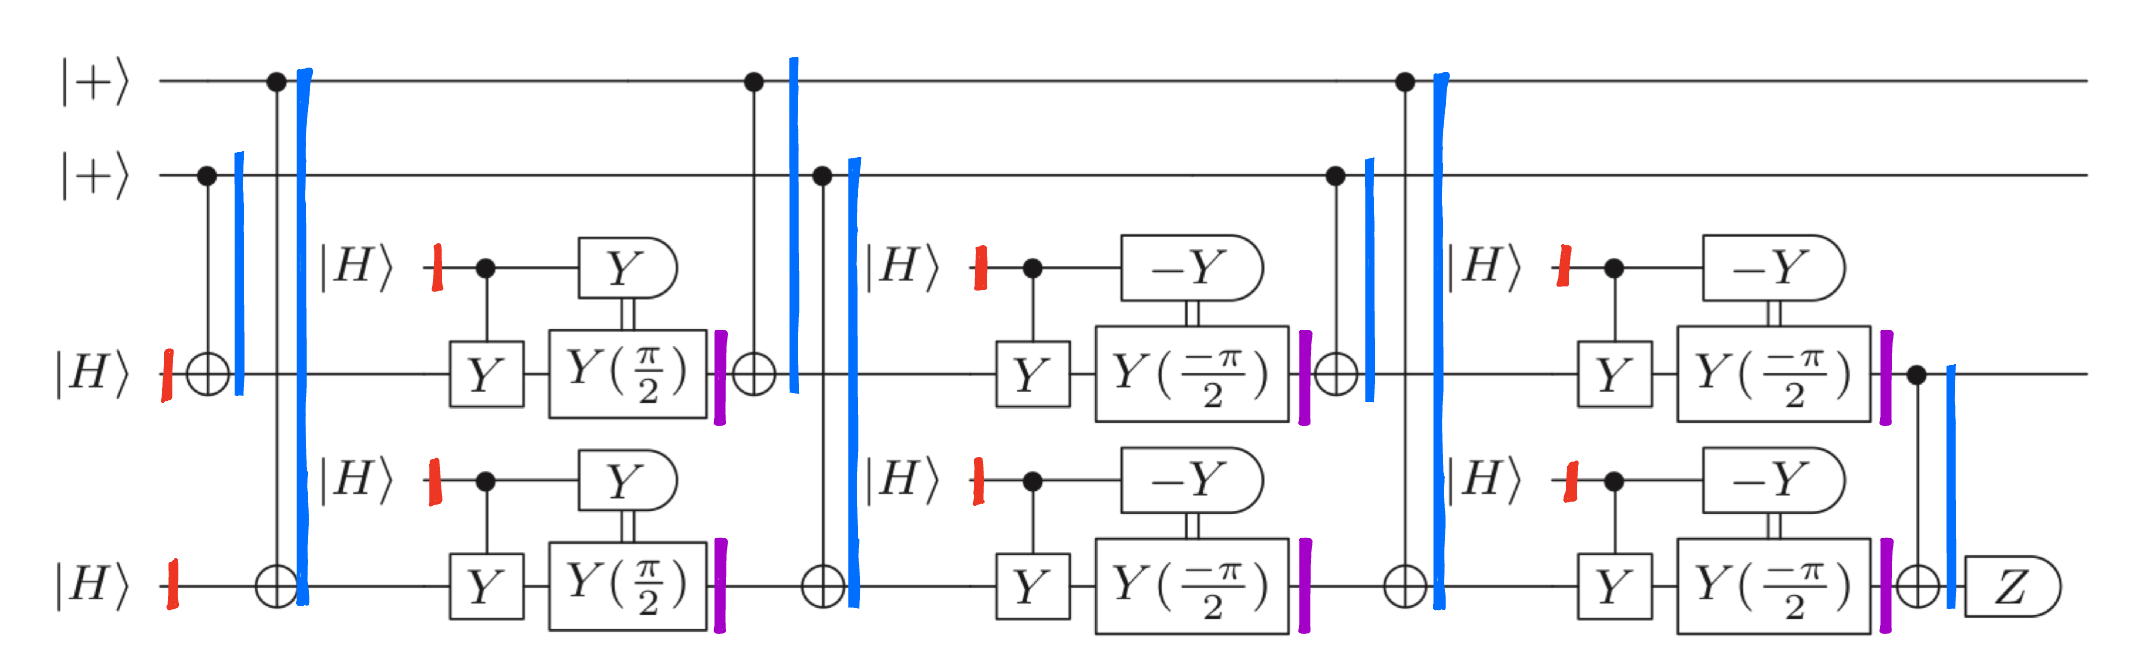 |+⟩
|+⟩
|H⟩ Y |H⟩ −Y |H⟩ −Y
|H⟩ Y Y(π/2) Y Y(−π/2) Y Y(−π/2)
|H⟩ Y |H⟩ −Y |H⟩ −Y
|H⟩ Y Y(π/2) Y Y(−π/2) Y Y(−π/2) Z